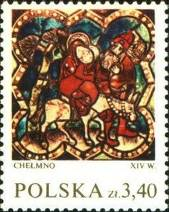 CHEŁMNO XIV W.
POLSKA zł 3,40